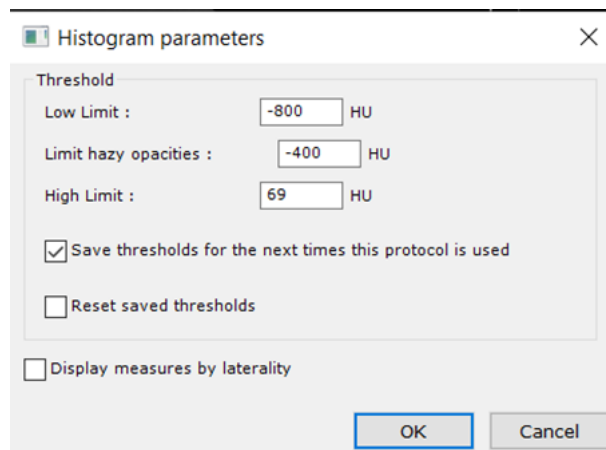 Histogram parameters
Threshold
Low Limit : -800 HU
Limit hazy opacities : -400 HU
High Limit : 69 HU
Save thresholds for the next times this protocol is used
Reset saved thresholds
Display measures by laterality
OK Cancel